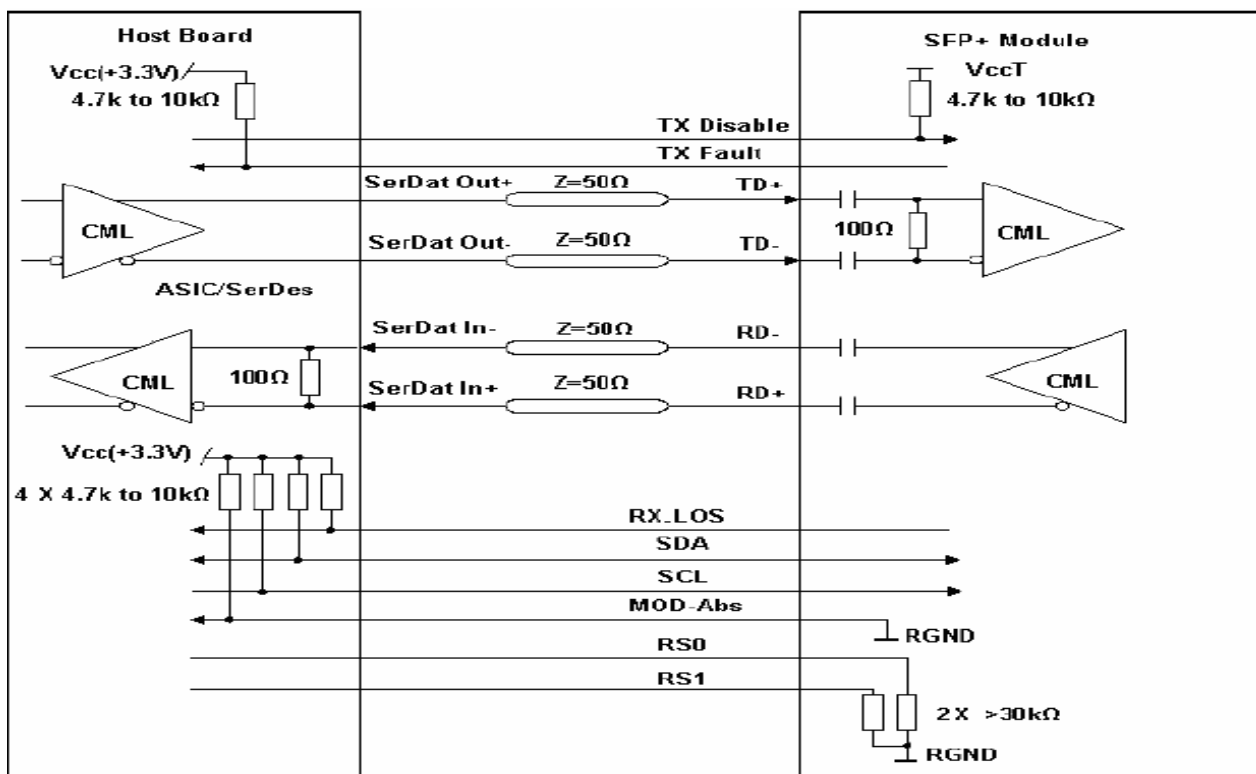 Host Board
SFP+ Module
Vcc(+3.3V)
VccT
4.7k to 10kΩ
4.7k to 10kΩ
TX Disable
TX Fault
SerDat Out+
Z=50Ω
TD+
CML
100Ω
CML
SerDat Out-
Z=50Ω
TD-
ASIC/SerDes
SerDat In-
Z=50Ω
RD-
CML
100Ω
SerDat In+
Z=50Ω
RD+
CML
Vcc(+3.3V)
4 X 4.7k to 10kΩ
RX_LOS
SDA
SCL
MOD-Abs
RGND
RS0
RS1
2X >30kΩ
RGND